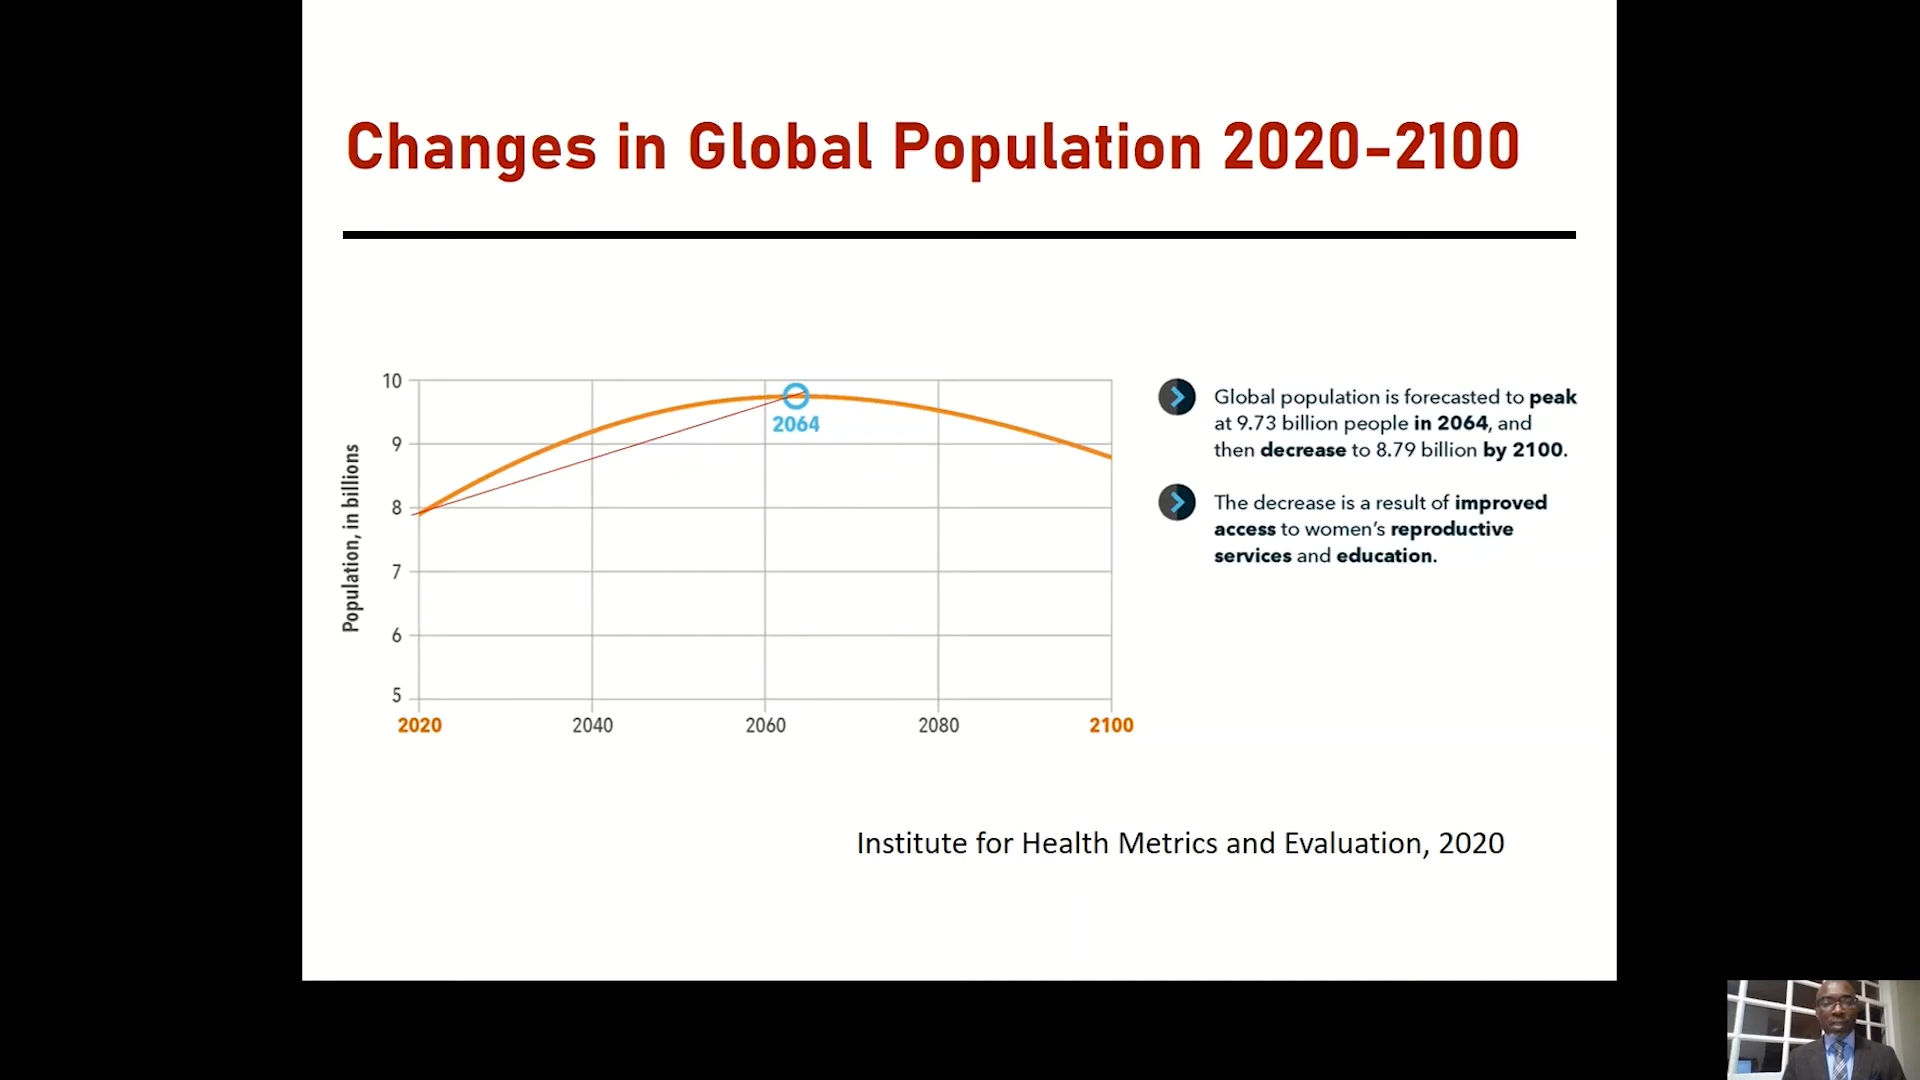 Changes in Global Population 2020-2100
Population, in billions
10
9
8
7
6
5
2064
2020
2040
2060
2080
2100
Global population is forecasted to peak
at 9.73 billion people in 2064, and
then decrease to 8.79 billion by 2100.
The decrease is a result of improved
access to women's reproductive
services and education.
Institute for Health Metrics and Evaluation, 2020